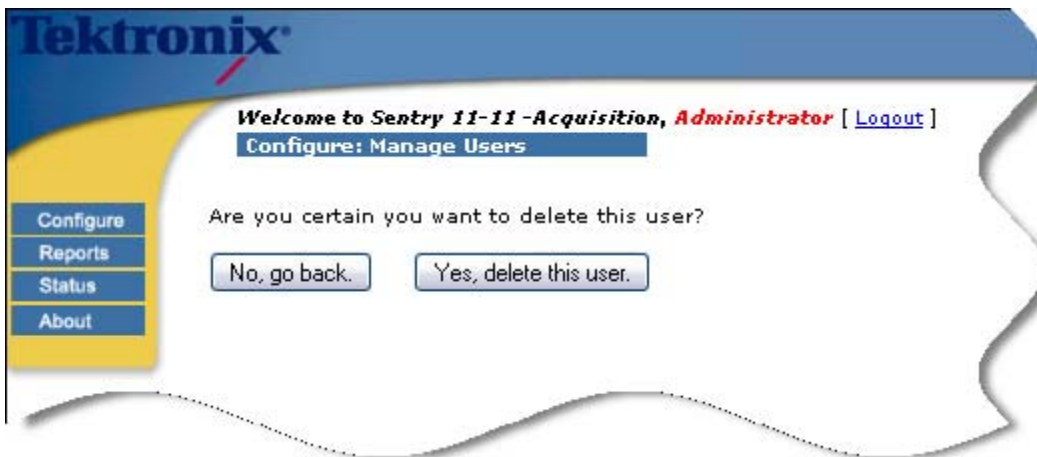 Tektronix
Welcome to Sentry 11-11 -Acquisition, Administrator [ Logout ]
Configure: Manage Users
Configure
Reports
Status
About
Are you certain you want to delete this user?
No, go back.
Yes, delete this user.